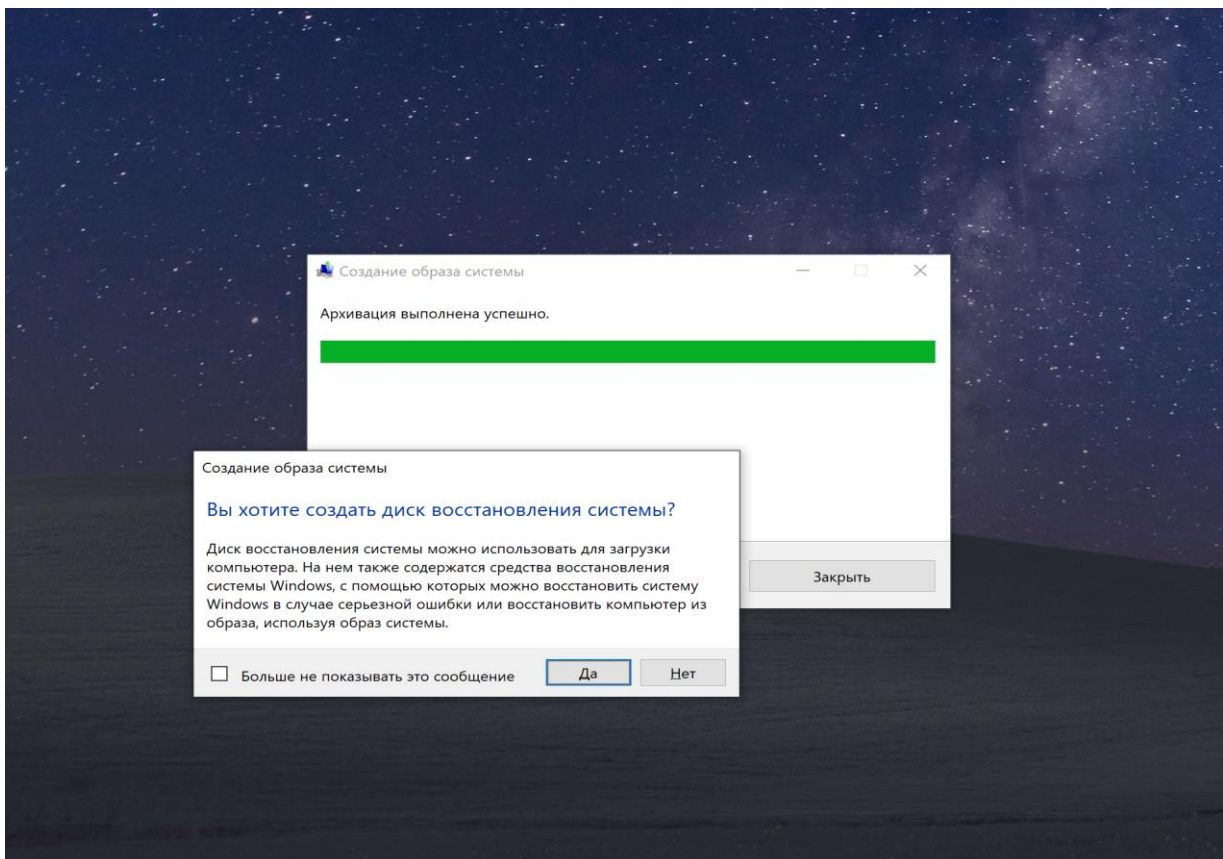 Создание образа системы
Архивация выполнена успешно.
Закрыть
Создание образа системы
Вы хотите создать диск восстановления системы?
Диск восстановления системы можно использовать для загрузки
компьютера. На нем также содержатся средства восстановления
системы Windows, с помощью которых можно восстановить систему
Windows в случае серьезной ошибки или восстановить компьютер из
образа, используя образ системы.
Больше не показывать это сообщение Да Нет